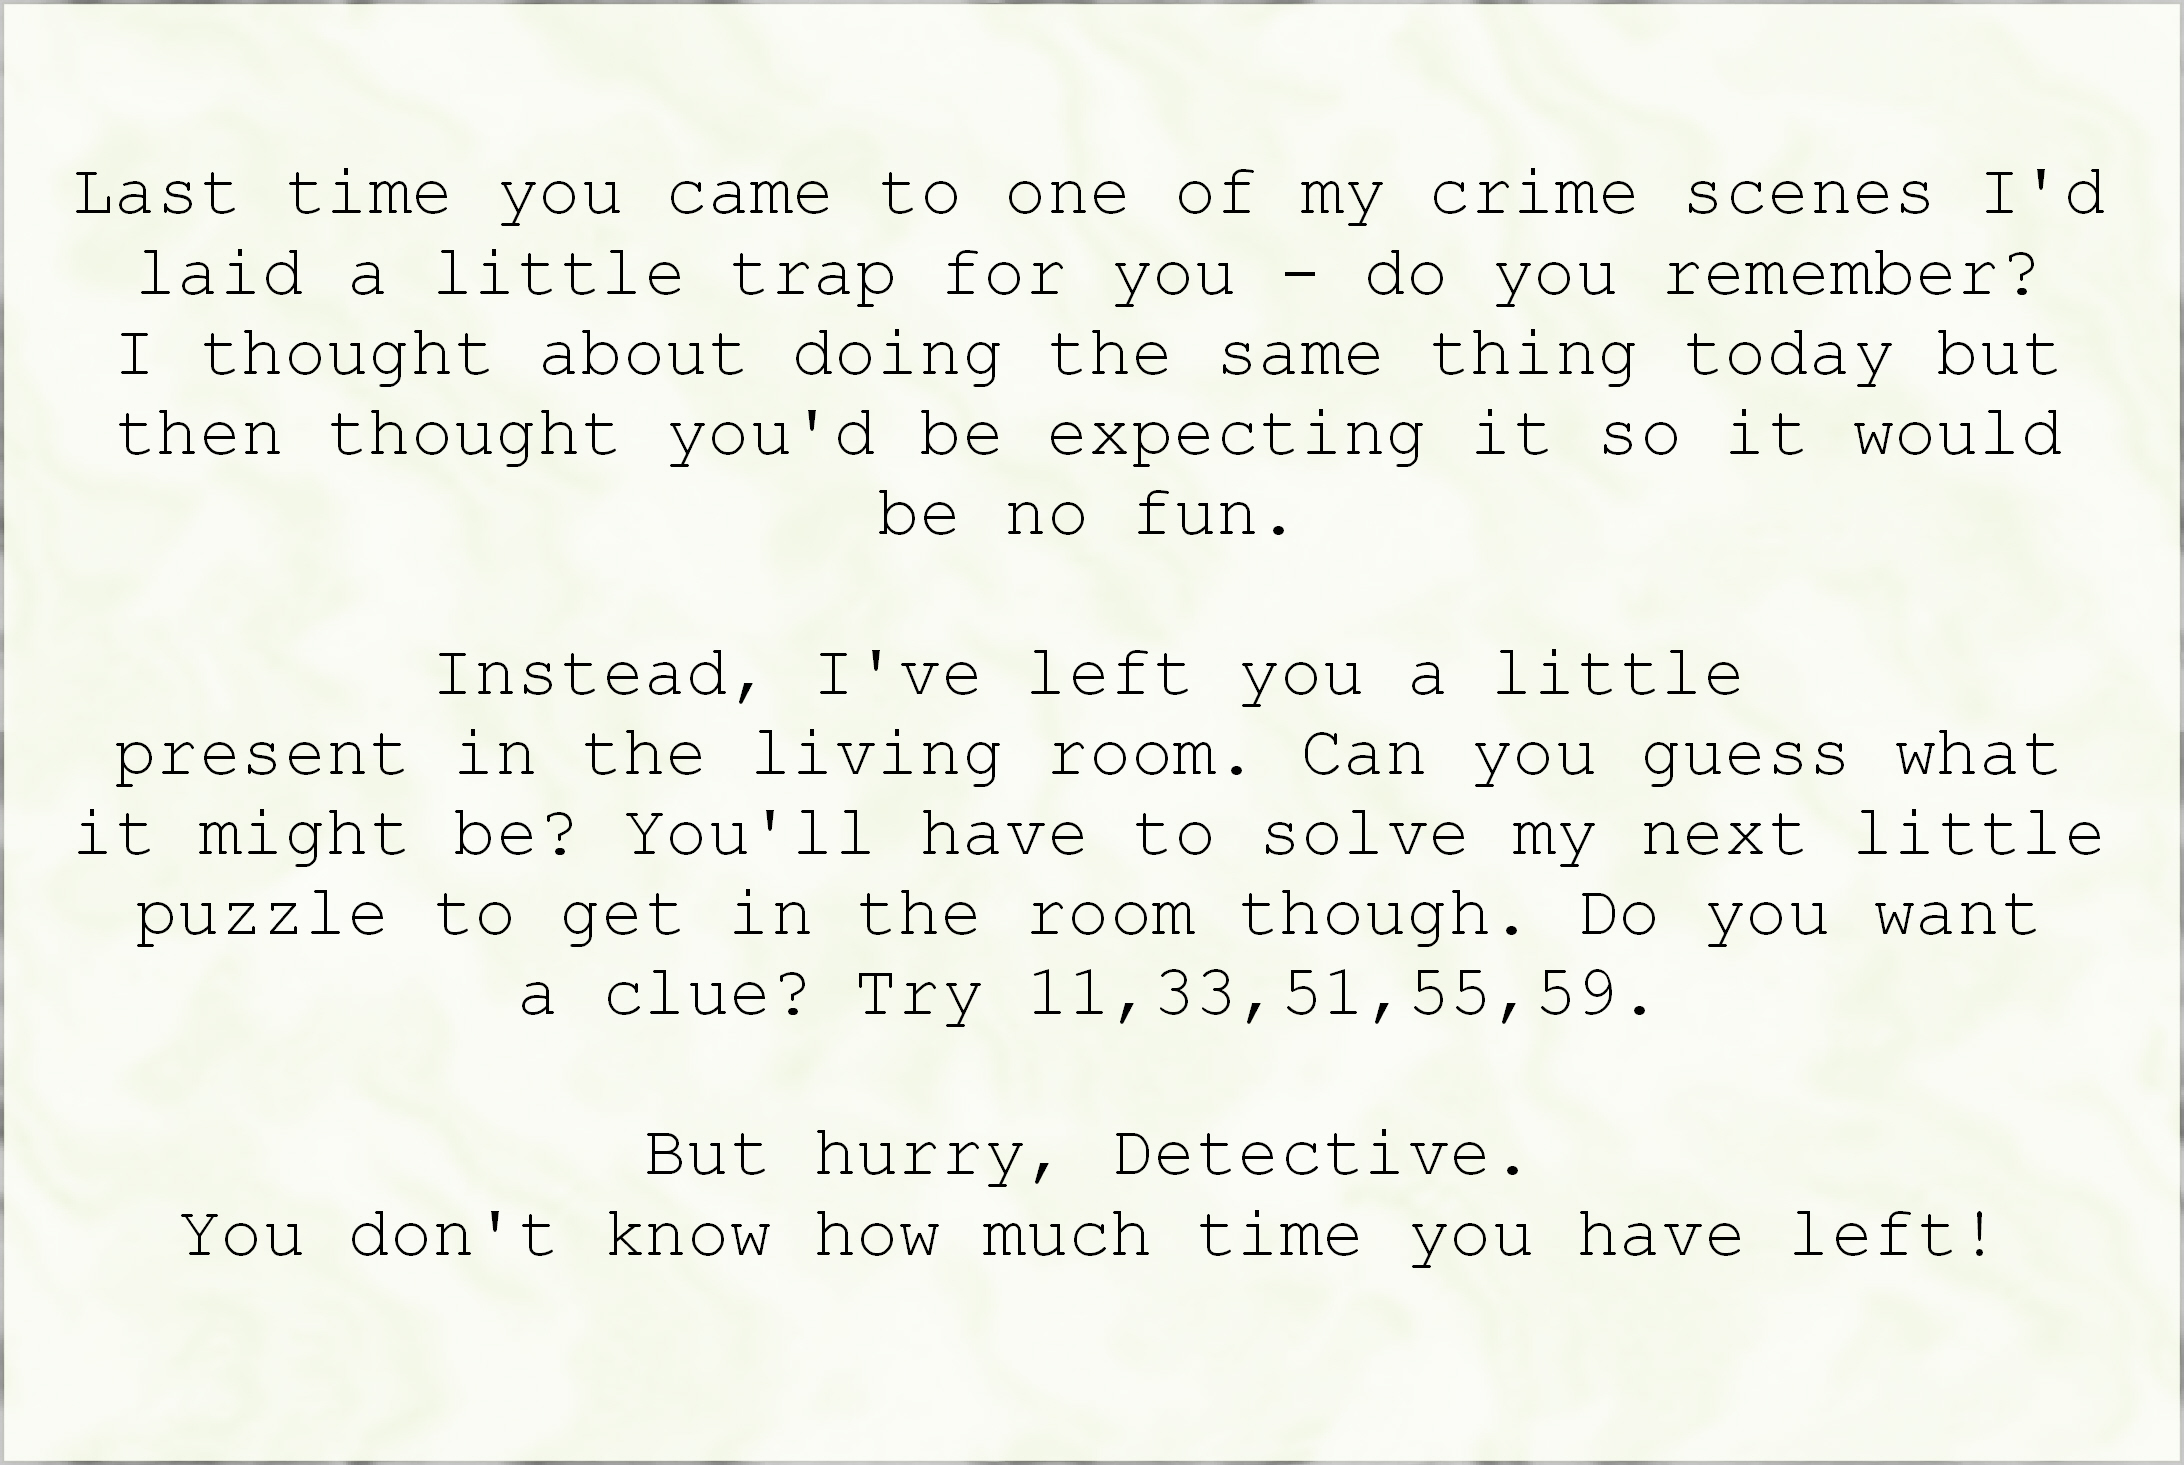 Last time you came to one of my crime scenes I'd
laid a little trap for you - do you remember?
I thought about doing the same thing today but
then thought you'd be expecting it so it would
be no fun.
Instead, I've left you a little
present in the living room. Can you guess what
it might be? You'll have to solve my next little
puzzle to get in the room though. Do you want
a clue? Try 11,33,51,55,59.
But hurry, Detective.
You don't know how much time you have left!